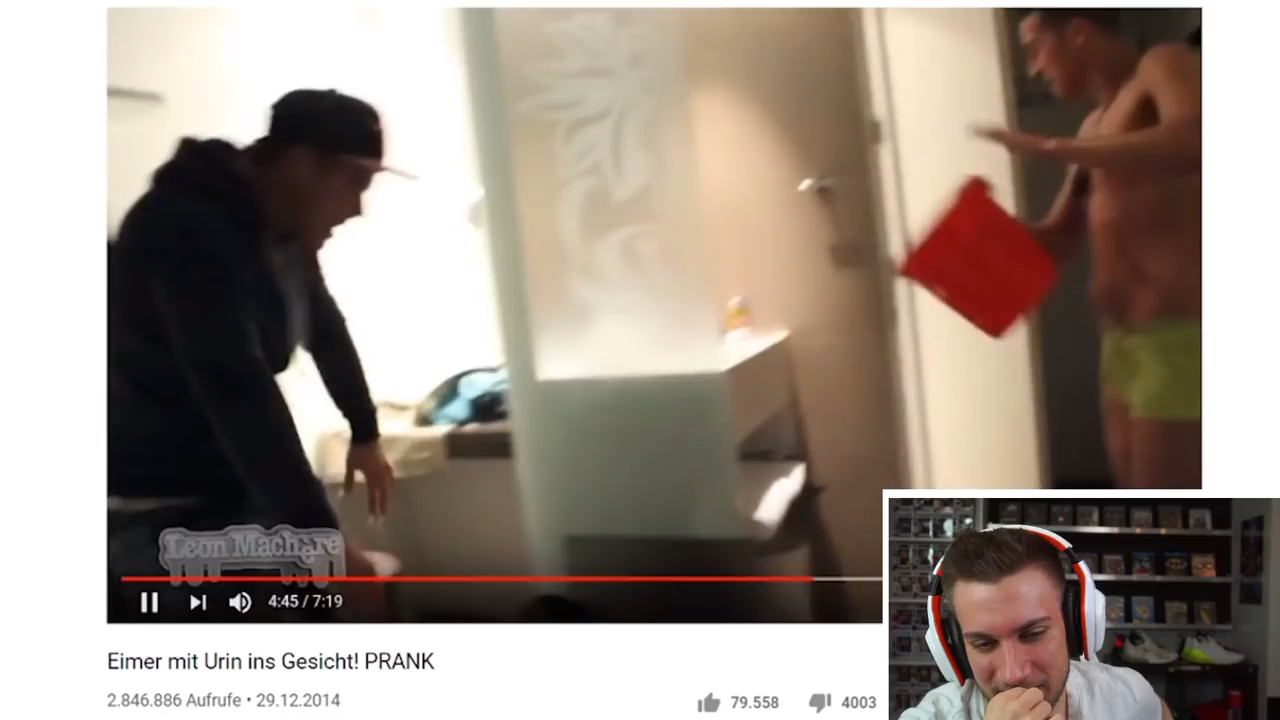 Leon Machère
4:45 / 7:19
Eimer mit Urin ins Gesicht! PRANK
2.846.886 Aufrufe • 29.12.2014
79.558
4003